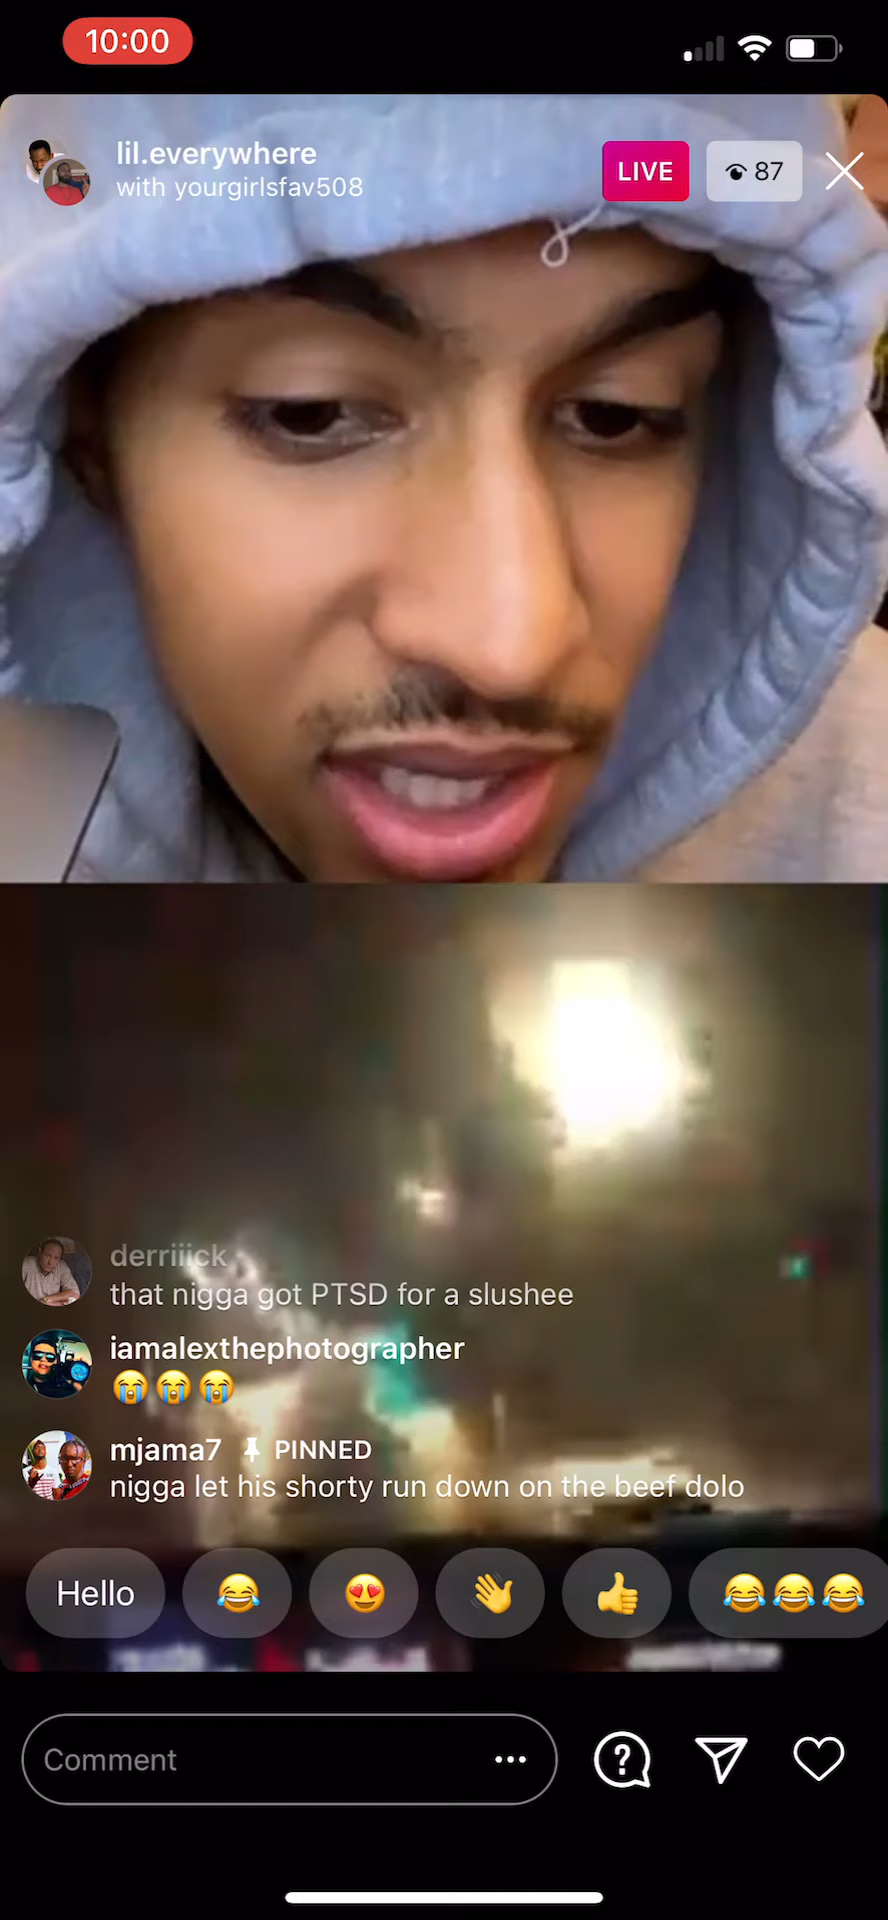 10:00
lil.everywhere
with yourgirlsfav508
LIVE
87
derriiick
that nigga got PTSD for a slushee
iamalexthephotographer
😭😭😭
mjama7 PINNED
nigga let his shorty run down on the beef dolo
Hello 😂 😍 👋 👍 😂😂😂
Comment